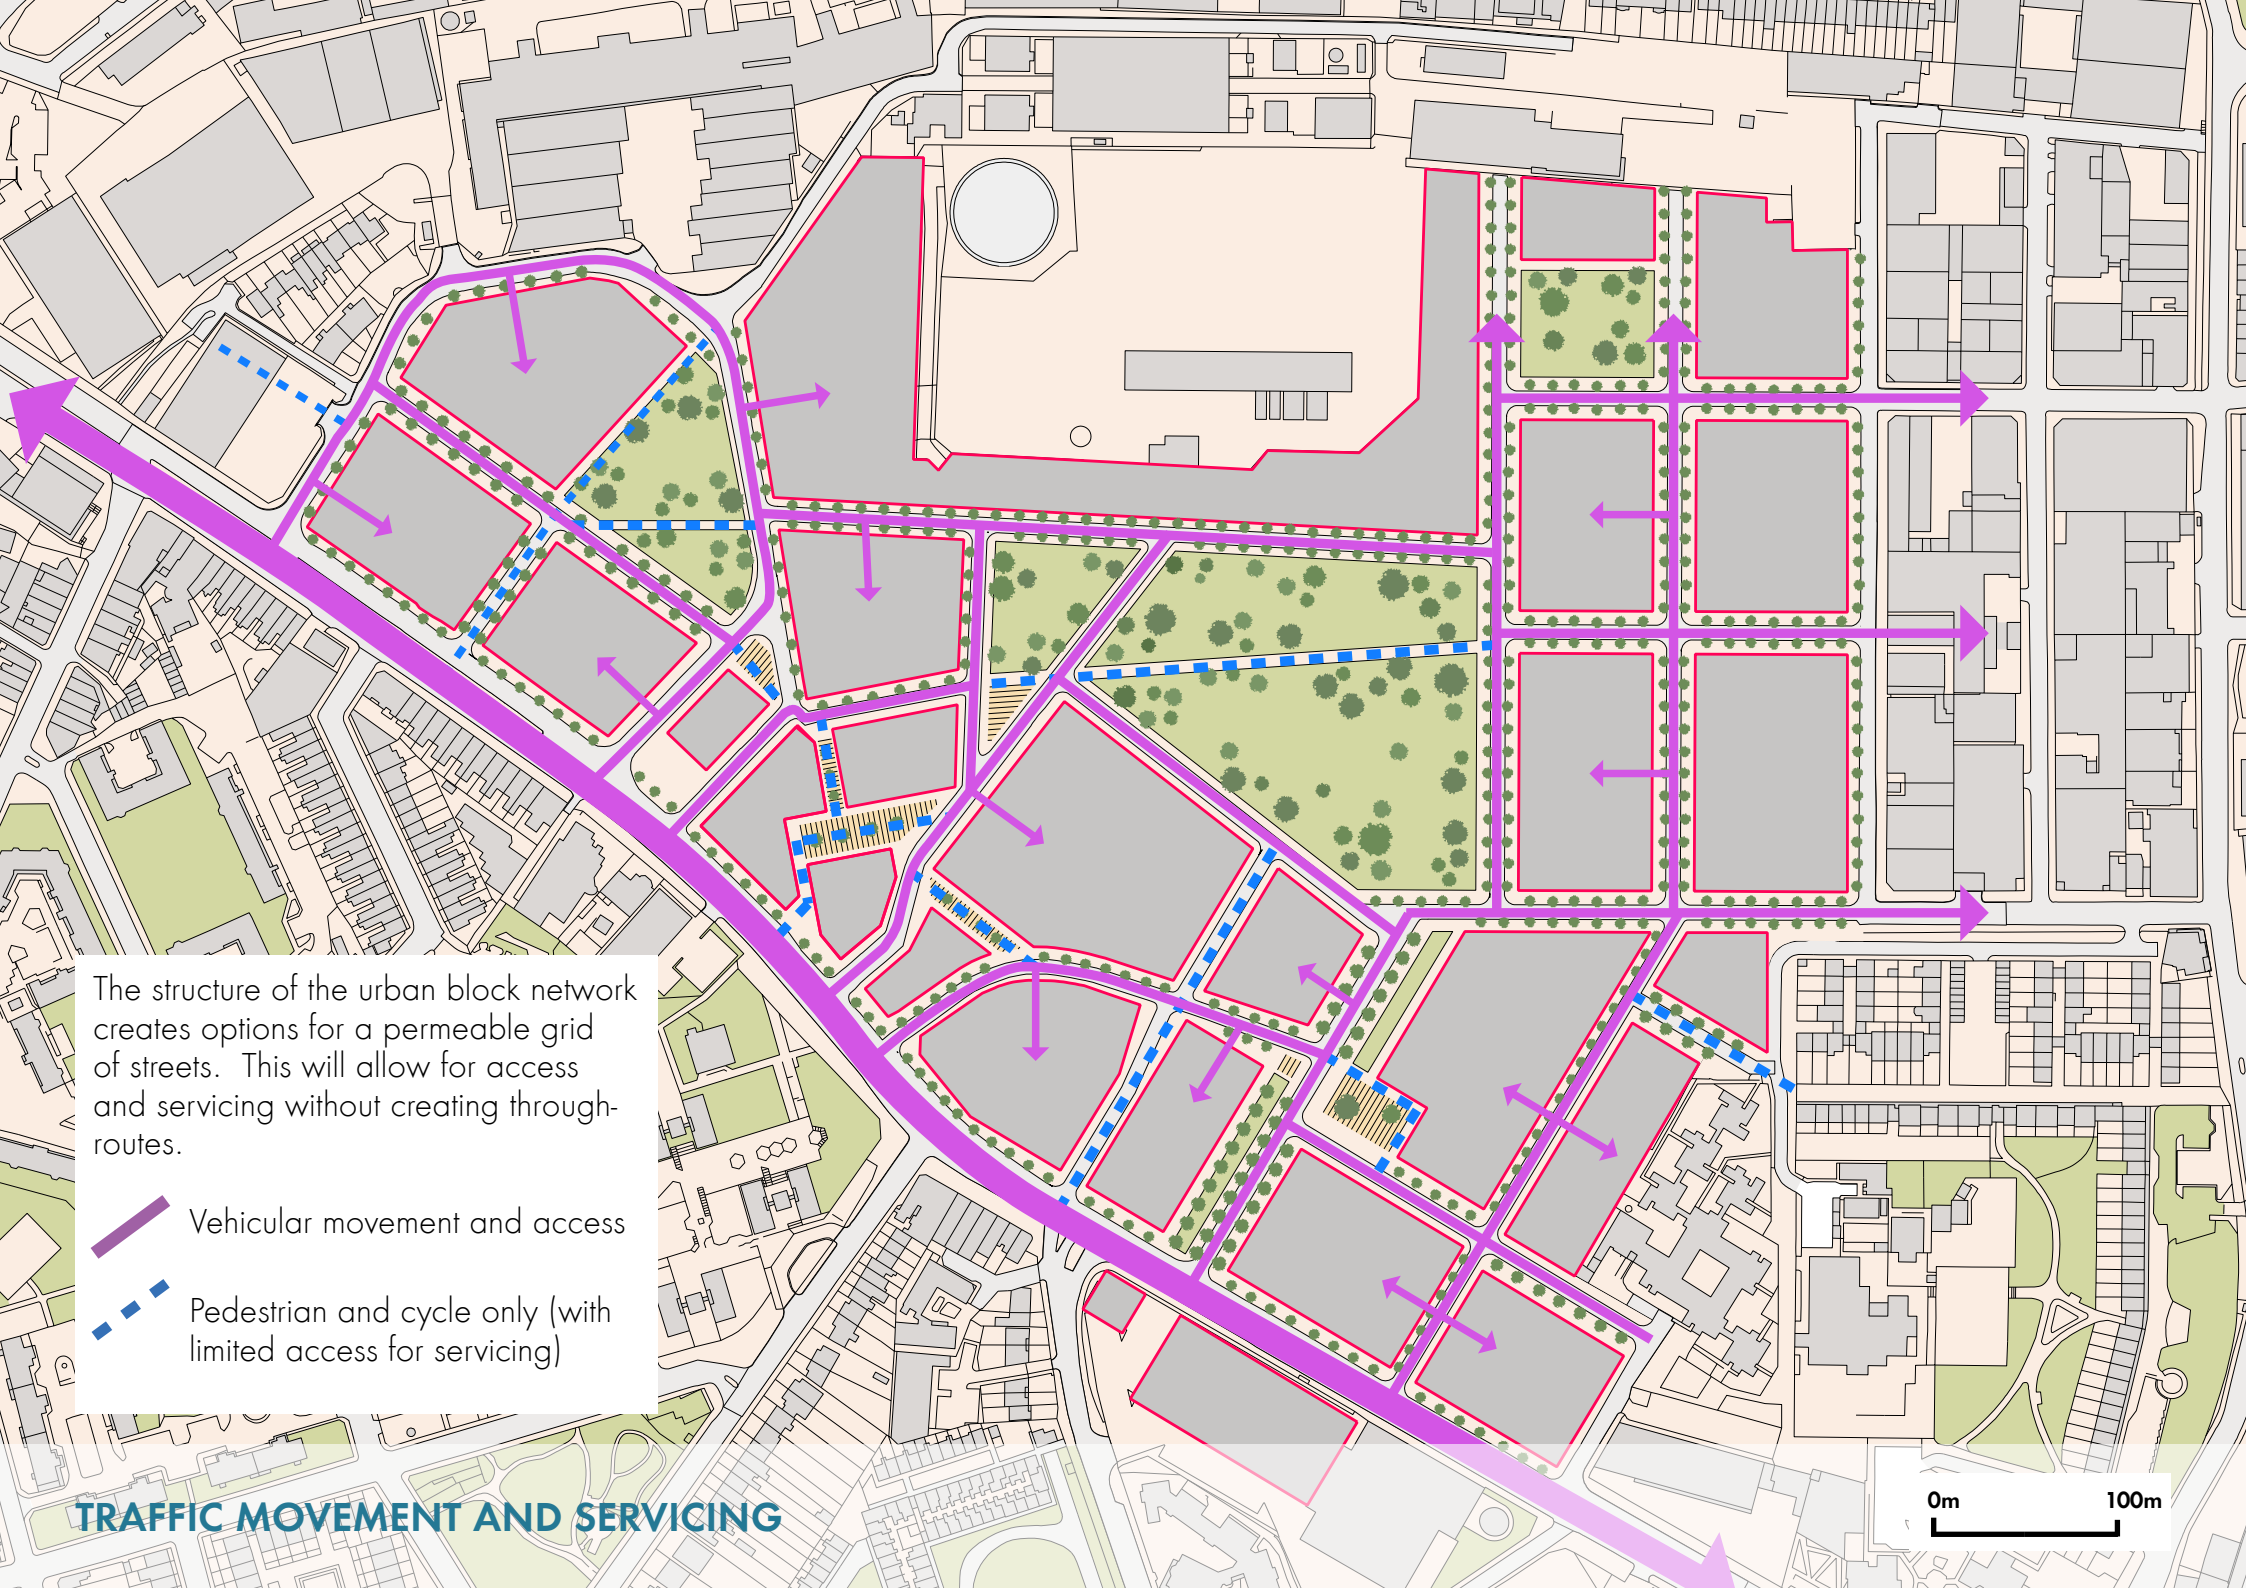 The structure of the urban block network
creates options for a permeable grid
of streets.  This will allow for access
and servicing without creating through-
routes.
Vehicular movement and access
Pedestrian and cycle only (with
limited access for servicing)
TRAFFIC MOVEMENT AND SERVICING
0m 100m